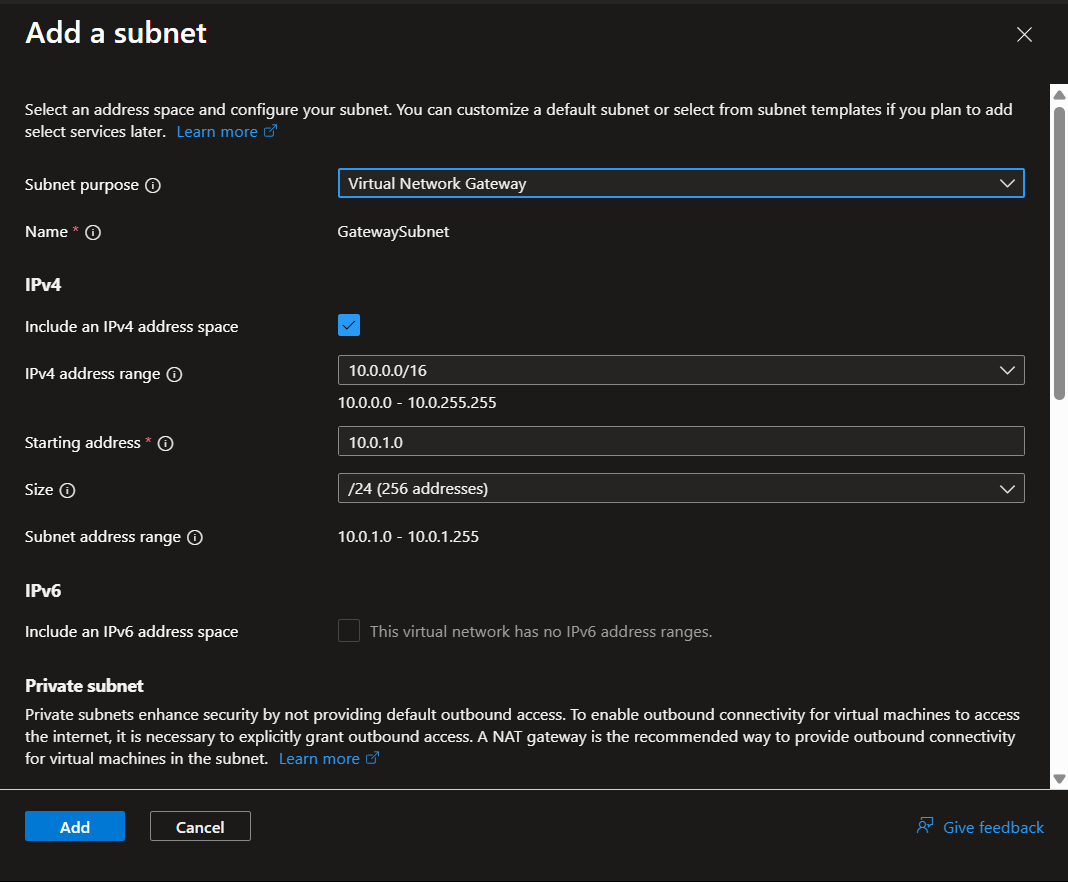 Add a subnet
Select an address space and configure your subnet. You can customize a default subnet or select from subnet templates if you plan to add
select services later. Learn more
Subnet purpose
Virtual Network Gateway
Name *
GatewaySubnet
IPv4
Include an IPv4 address space
IPv4 address range
10.0.0.0/16
10.0.0.0 - 10.0.255.255
Starting address *
10.0.1.0
Size
/24 (256 addresses)
Subnet address range
10.0.1.0 - 10.0.1.255
IPv6
Include an IPv6 address space
This virtual network has no IPv6 address ranges.
Private subnet
Private subnets enhance security by not providing default outbound access. To enable outbound connectivity for virtual machines to access
the internet, it is necessary to explicitly grant outbound access. A NAT gateway is the recommended way to provide outbound connectivity
for virtual machines in the subnet. Learn more
Add
Cancel
Give feedback